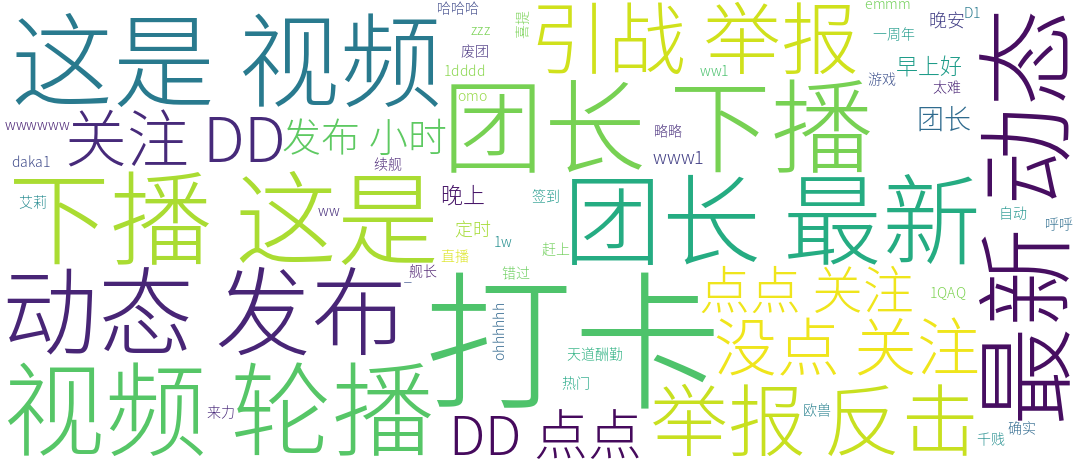 哈哈哈
这是 视频
zzz
喜提
引战 举报
emmm
晚安
D1
废团
一周年
1dddd
ww1
游戏
早上好
太难
omo
wwwwww
关注 DD
发布 小时
团长 下播
略略
www1
团长
最新 动态
daka1
续舰
下播 这是
晚上
艾莉
ww
签到
团长 最新
自动
呼呼
定时
1w
赶上
直播
舰长
_
错过
动态 发布
打卡
点点 关注
1QAQ
ohhhhh
没点 关注
天道酬勤
热门
视频 轮播
来力
DD 点点
举报 反击
欧兽
确实
千贱